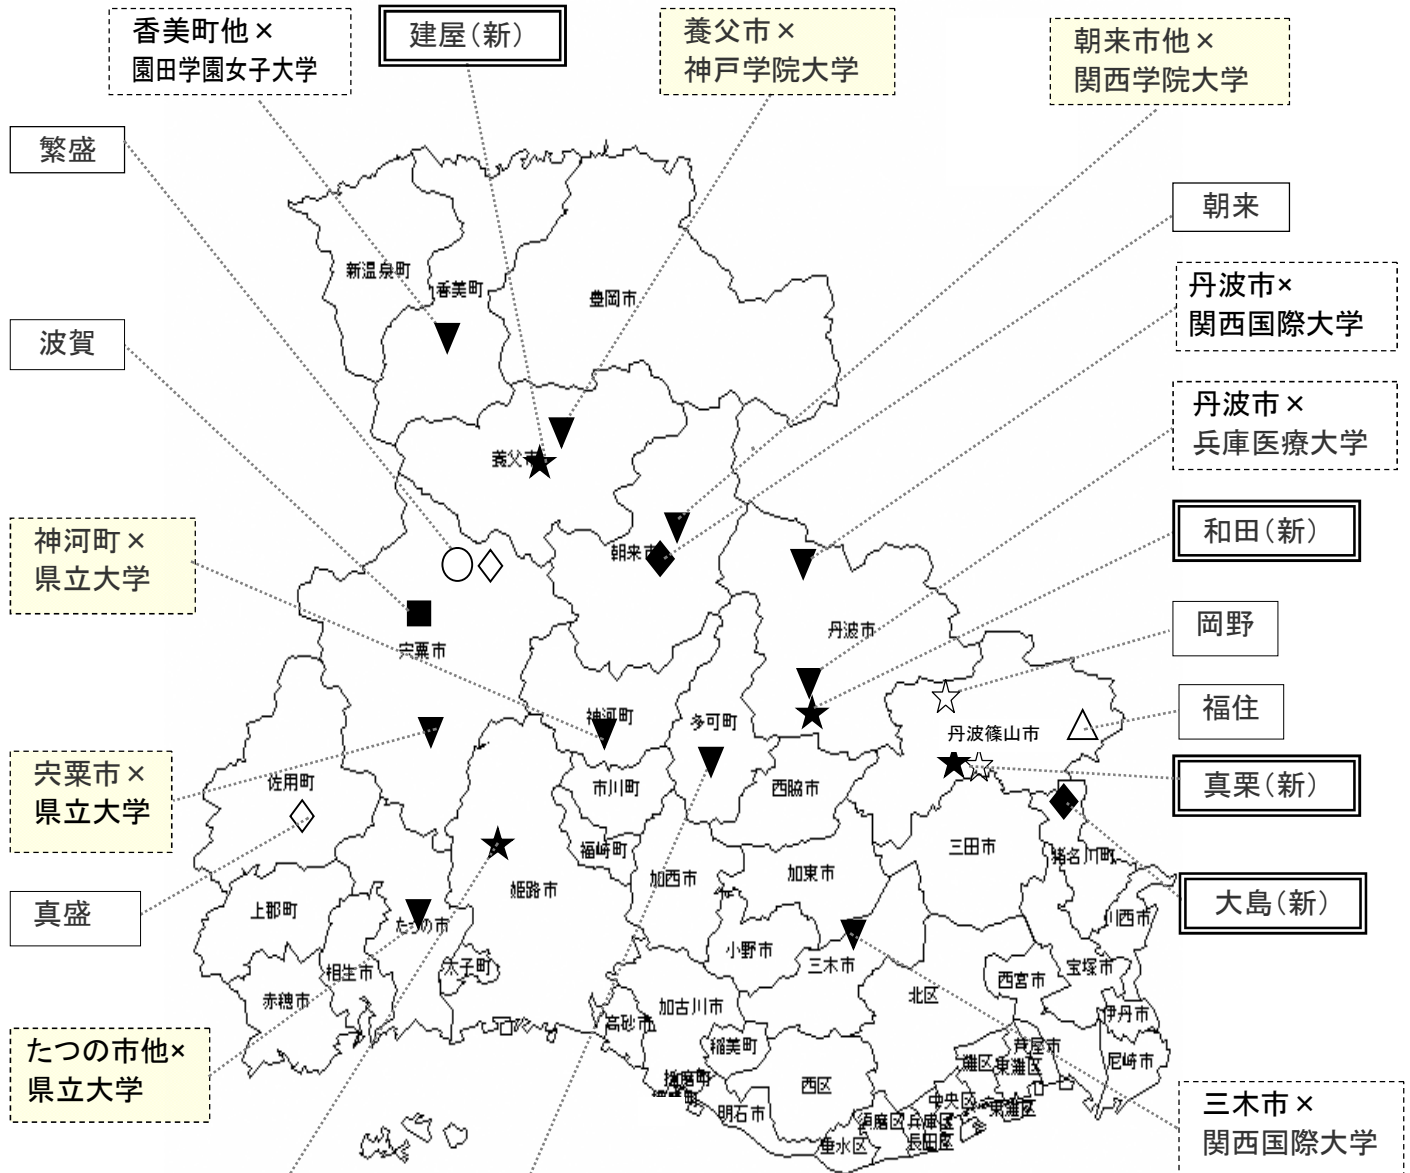 香美町他×
園田学園女子大学
建屋(新)
養父市×
神戸学院大学
朝来市他×
関西学院大学
繁盛
朝来
丹波市×
関西国際大学
波賀
丹波市×
兵庫医療大学
神河町×
県立大学
和田(新)
岡野
福住
宍粟市×
県立大学
真栗(新)
真盛
大島(新)
たつの市他×
県立大学
三木市×
関西国際大学
新温泉町
香美町
豊岡市
養父市
朝来市
丹波市
宍粟市
神河町
多可町
丹波篠山市
佐用町
市川町
西脇市
福崎町
三田市
猪名川町
加西市
加東市
姫路市
上郡町
たつの市
川西市
小野市
三木市
太子町
相生市
宝塚市
西宮市
北区
赤穂市
加古川市
高砂市
伊丹市
稲美町
芦屋市
尼崎市
灘区
東灘区
西区
播磨町
中央区
東灘区
明石市
須磨区
兵庫区
長田区
垂水区